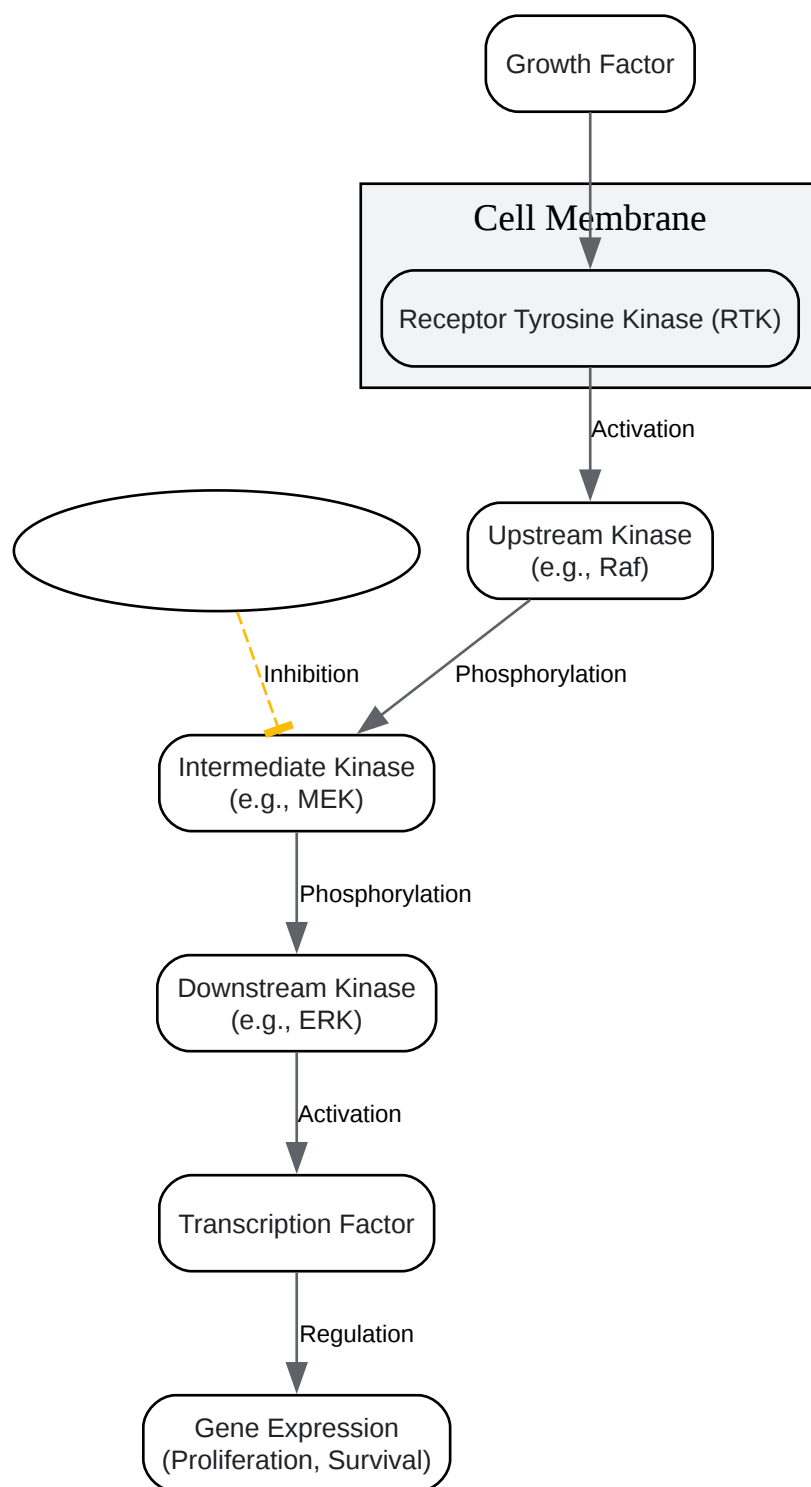 Growth Factor
Cell Membrane
Receptor Tyrosine Kinase (RTK)
Activation
Upstream Kinase
(e.g., Raf)
Inhibition
Phosphorylation
Intermediate Kinase
(e.g., MEK)
Phosphorylation
Downstream Kinase
(e.g., ERK)
Activation
Transcription Factor
Regulation
Gene Expression
(Proliferation, Survival)